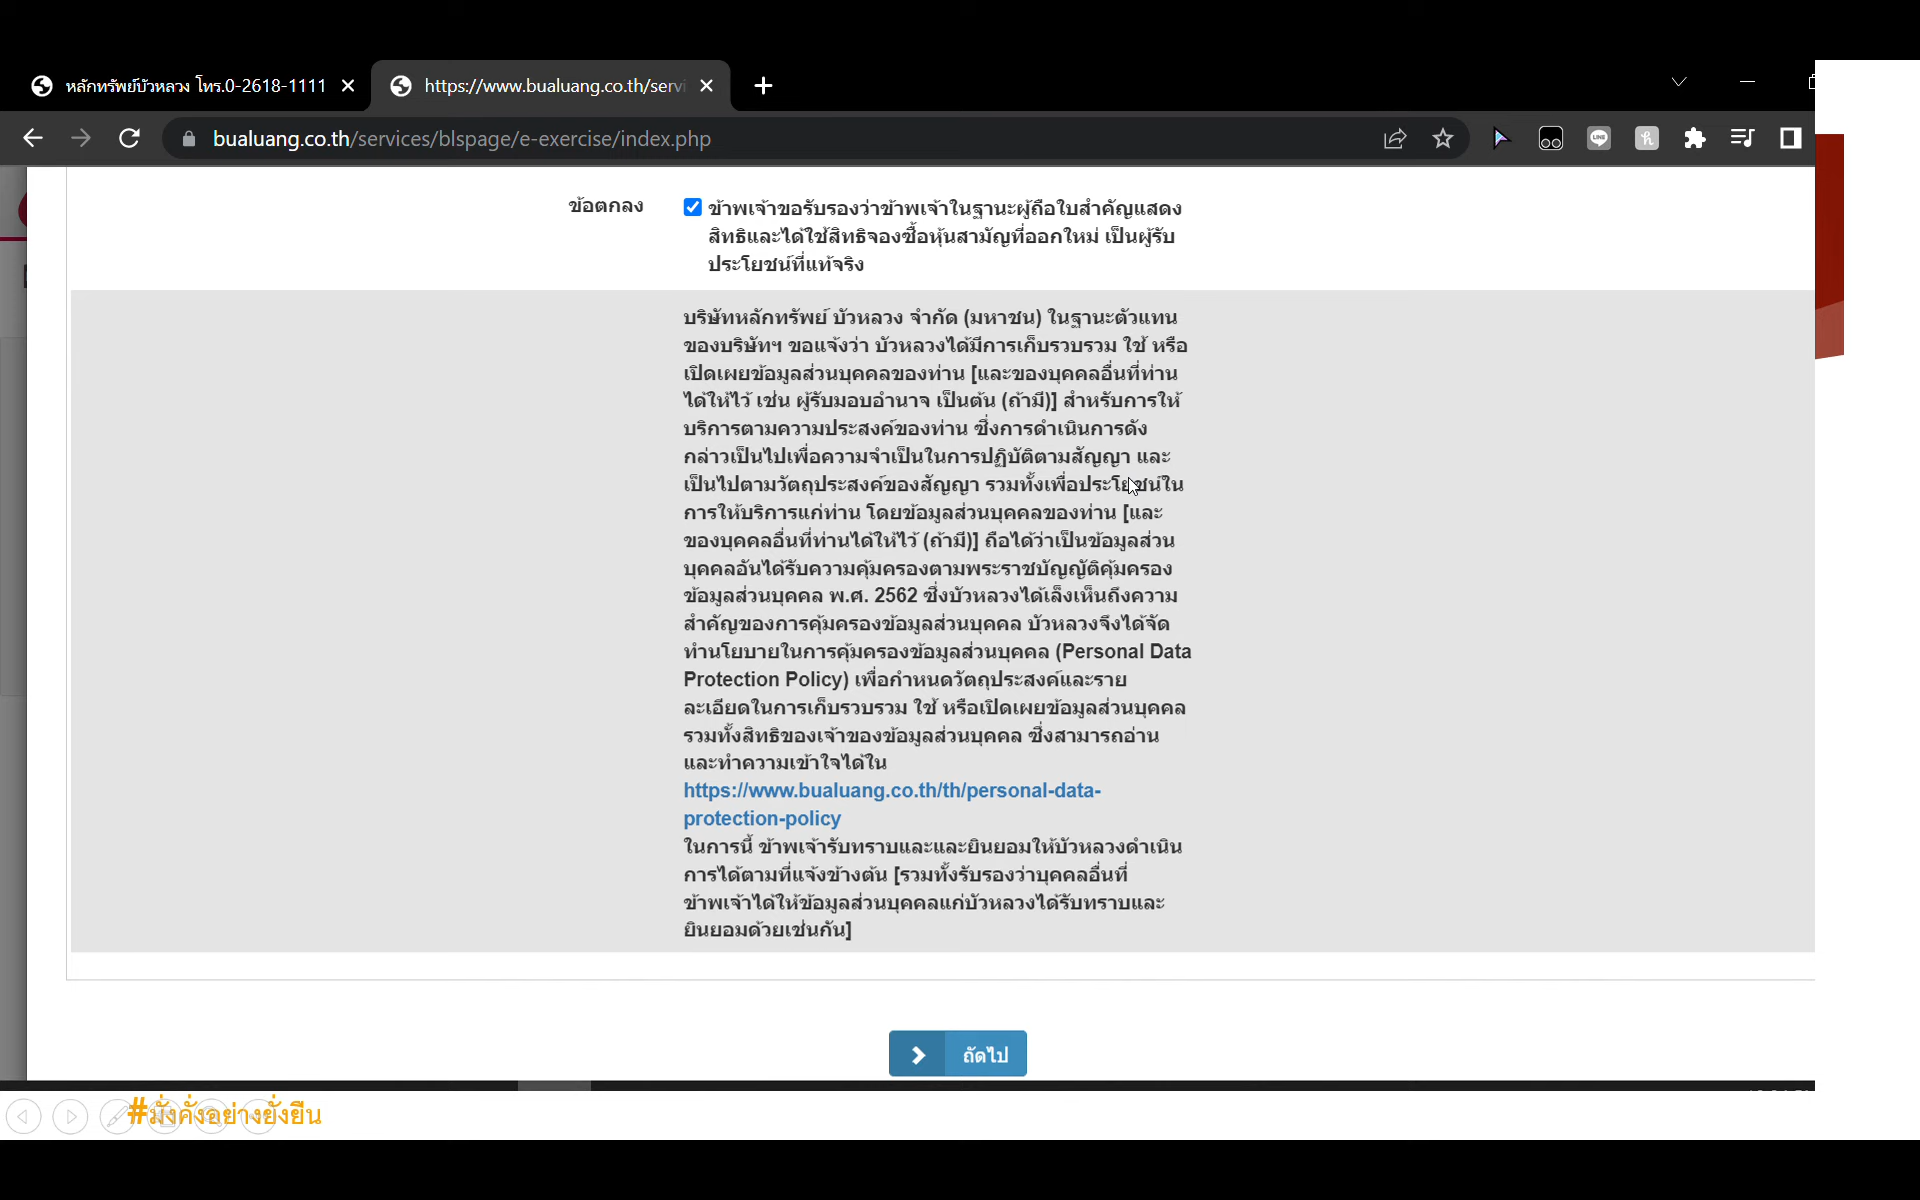 หลักทรัพย์บัวหลวง โทร.0-2618-1111
https://www.bualuang.co.th/servi
bualuang.co.th/services/blspage/e-exercise/index.php
ข้อตกลง
ข้าพเจ้าขอรับรองว่าข้าพเจ้าในฐานะผู้ถือใบสำคัญแสดง
สิทธิและได้ใช้สิทธิจองซื้อหุ้นสามัญที่ออกใหม่ เป็นผู้รับ
ประโยชน์ที่แท้จริง
บริษัทหลักทรัพย์ บัวหลวง จำกัด (มหาชน) ในฐานะตัวแทน
ของบริษัทฯ ขอแจ้งว่า บัวหลวงได้มีการเก็บรวบรวม ใช้ หรือ
เปิดเผยข้อมูลส่วนบุคคลของท่าน [และของบุคคลอื่นที่ท่าน
ได้ให้ไว้ เช่น ผู้รับมอบอำนาจ เป็นต้น (ถ้ามี)] สำหรับการให้
บริการตามความประสงค์ของท่าน ซึ่งการดำเนินการดัง
กล่าวเป็นไปเพื่อความจำเป็นในการปฏิบัติตามสัญญา และ
เป็นไปตามวัตถุประสงค์ของสัญญา รวมทั้งเพื่อประโยชน์ใน
การให้บริการแก่ท่าน โดยข้อมูลส่วนบุคคลของท่าน [และ
ของบุคคลอื่นที่ท่านได้ให้ไว้ (ถ้ามี)] ถือได้ว่าเป็นข้อมูลส่วน
บุคคลอันได้รับความคุ้มครองตามพระราชบัญญัติคุ้มครอง
ข้อมูลส่วนบุคคล พ.ศ. 2562 ซึ่งบัวหลวงได้เล็งเห็นถึงความ
สำคัญของการคุ้มครองข้อมูลส่วนบุคคล บัวหลวงจึงได้จัด
ทำนโยบายในการคุ้มครองข้อมูลส่วนบุคคล (Personal Data
Protection Policy) เพื่อกำหนดวัตถุประสงค์และราย
ละเอียดในการเก็บรวบรวม ใช้ หรือเปิดเผยข้อมูลส่วนบุคคล
รวมทั้งสิทธิของเจ้าของข้อมูลส่วนบุคคล ซึ่งสามารถอ่าน
และทำความเข้าใจได้ใน
https://www.bualuang.co.th/th/personal-data-
protection-policy
ในการนี้ ข้าพเจ้ารับทราบและและยินยอมให้บัวหลวงดำเนิน
การได้ตามที่แจ้งข้างต้น [รวมทั้งรับรองว่าบุคคลอื่นที่
ข้าพเจ้าได้ให้ข้อมูลส่วนบุคคลแก่บัวหลวงได้รับทราบและ
ยินยอมด้วยเช่นกัน]
ถัดไป
#มั่งคั่งอย่างยั่งยืน